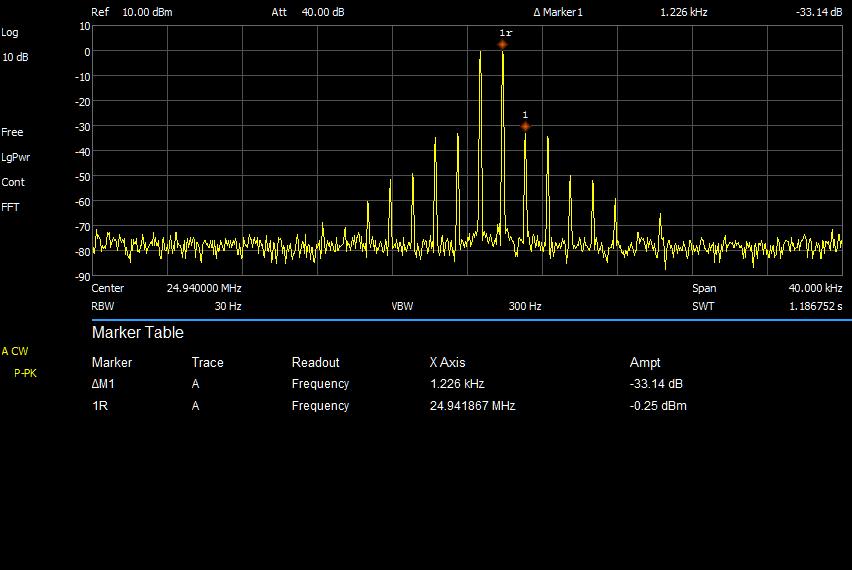 Ref 10.00 dBm Att 40.00 dB Δ Marker1 1.226 kHz -33.14 dB
Log
10 dB
Free
LgPwr
Cont
FFT
A CW
P-PK
10
0
-10
-20
-30
-40
-50
-60
-70
-80
-90
1r
1
Center 24.940000 MHz Span 40.000 kHz
RBW 30 Hz VBW 300 Hz SWT 1.186752 s
Marker Table
Marker Trace Readout X Axis Ampt
ΔM1 A Frequency 1.226 kHz -33.14 dB
1R A Frequency 24.941867 MHz -0.25 dBm